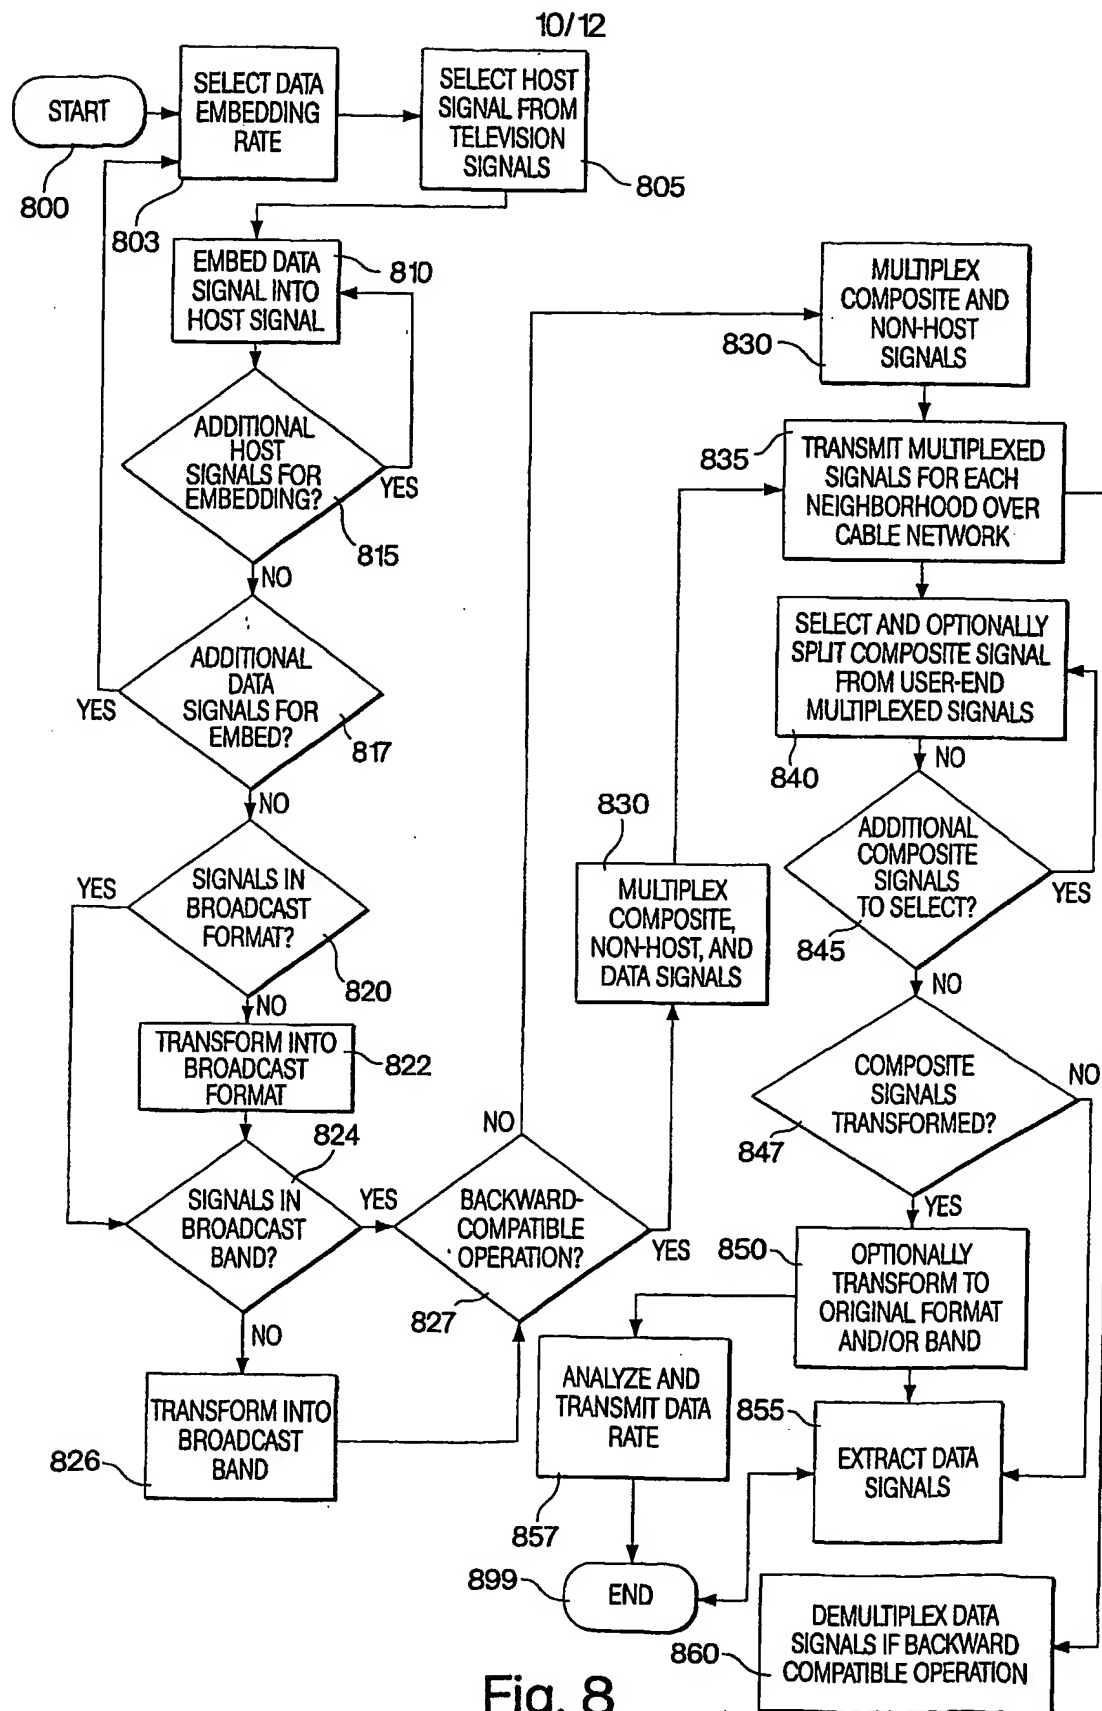 10/12
START
800
SELECT DATA
EMBEDDING
RATE
803
SELECT HOST
SIGNAL FROM
TELEVISION
SIGNALS
805
EMBED DATA
SIGNAL INTO
HOST SIGNAL
810
ADDITIONAL
HOST
SIGNALS FOR
EMBEDDING?
YES
815
NO
ADDITIONAL
DATA
SIGNALS FOR
EMBED?
YES
817
NO
SIGNALS IN
BROADCAST
FORMAT?
YES
820
NO
TRANSFORM INTO
BROADCAST
FORMAT
822
824
SIGNALS IN
BROADCAST
BAND?
YES
NO
TRANSFORM INTO
BROADCAST
BAND
826
NO
BACKWARD-
COMPATIBLE
OPERATION?
YES
827
830
MULTIPLEX
COMPOSITE,
NON-HOST, AND
DATA SIGNALS
MULTIPLEX
COMPOSITE AND
NON-HOST
SIGNALS
830
835
TRANSMIT MULTIPLEXED
SIGNALS FOR EACH
NEIGHBORHOOD OVER
CABLE NETWORK
SELECT AND OPTIONALLY
SPLIT COMPOSITE SIGNAL
FROM USER-END
MULTIPLEXED SIGNALS
840
NO
ADDITIONAL
COMPOSITE
SIGNALS
TO SELECT?
YES
845
NO
COMPOSITE
SIGNALS
TRANSFORMED?
NO
847
YES
850
OPTIONALLY
TRANSFORM TO
ORIGINAL FORMAT
AND/OR BAND
ANALYZE AND
TRANSMIT DATA
RATE
857
855
EXTRACT DATA
SIGNALS
899
END
DEMULTIPLEX DATA
SIGNALS IF BACKWARD
COMPATIBLE OPERATION
860
Fig. 8